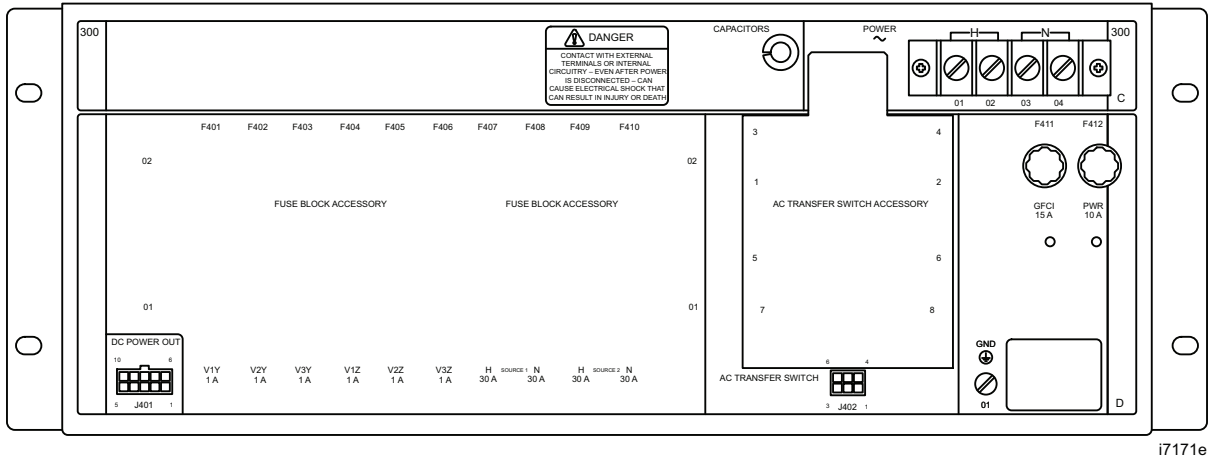 300
DANGER
CONTACT WITH EXTERNAL
TERMINALS OR INTERNAL
CIRCUITRY – EVEN AFTER POWER
IS DISCONNECTED – CAN
CAUSE ELECTRICAL SHOCK THAT
CAN RESULT IN INJURY OR DEATH
CAPACITORS
POWER
H N
300
01 02 03 04
C
F401 F402 F403 F404 F405 F406 F407 F408 F409 F410
02 02
FUSE BLOCK ACCESSORY FUSE BLOCK ACCESSORY
01 01
DC POWER OUT
10 6
5 J401 1
V1Y V2Y V3Y V1Z V2Z V3Z H SOURCE 1 N H SOURCE 2 N
1 A 1 A 1 A 1 A 1 A 1 A 30 A 30 A 30 A 30 A
3 4
1 2
AC TRANSFER SWITCH ACCESSORY
5 6
7 8
6 4
AC TRANSFER SWITCH
3 J402 1
F411 F412
GFCI PWR
15 A 10 A
GND
01
D
i7171e